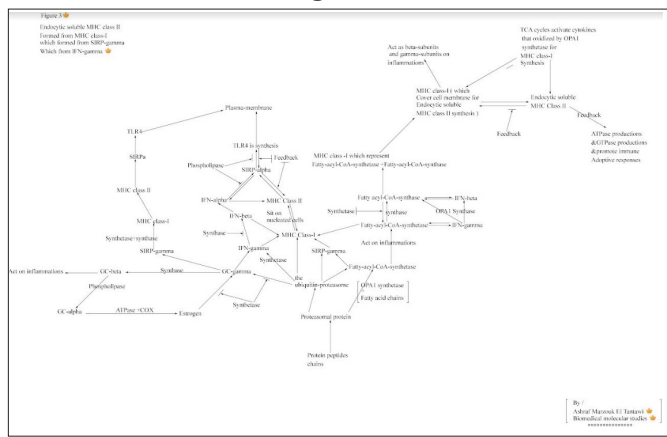 Figure 3
Endocytic soluble MHC class II
Formed from MHC class-I
which formed from SIRP-gamma
Which from IFN-gamma
TCA cycles activate cytokines
that oxidized by OPA1
synthetase for
MHC class-I
Synthesis
Act as beta-subunits
and gamma-subunits on
inflammations
MHC class-I ( which
Cover cell membrane for
Endocytic soluble
MHC class II synthesis )
Endocytic soluble
MHC Class II
Feedback
Feedback
ATPase productions
&GTPase productions
&promote immune
Adoptive responses
Plasma-membrane
TLR4
TLR4 is synthesis
Feedback
Phospholipase
SIRP-alpha
SIRPa
MHC class -I which represent
Fatty-acyl-CoA-synthetase +Fatty-acyl-CoA-synthase
MHC class II
IFN-alpha
MHC Class II
Sit on
nucleated cells
IFN-beta
MHC class-I
Synthase
MHC Class-I
Synthetase+synthase
IFN-gamma
SIRP-gamma
Synthetase
SIRP-gamma
Fatty acyl-CoA-synthase
IFN-beta
Synthetase
synthase
OPA1 Synthase
Fatty-acyl-CoA-synthetase
IFN-gamma
Act on inflammations
Fatty-acyl-CoA-synthetase
Act on inflammations
GC-beta
Synthase
GC-gamma
the
ubiquitin-proteasome
Phospholipase
OPA1 synthetase
Fatty acid chains
Synthetase
GC-alpha
ATPase +COX
Estrogen
Proteasomal protein
Protein peptides
chains
By /
Ashraf Marzouk El Tantawi
Biomedical molecular studies